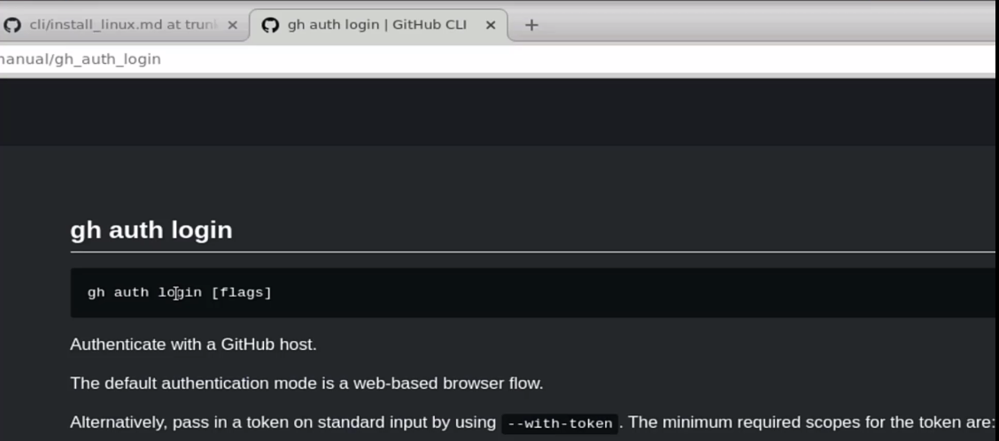 cli/install_linux.md at trunk
gh auth login | GitHub CLI
manual/gh_auth_login
gh auth login
gh auth login [flags]
Authenticate with a GitHub host.
The default authentication mode is a web-based browser flow.
Alternatively, pass in a token on standard input by using --with-token. The minimum required scopes for the token are: